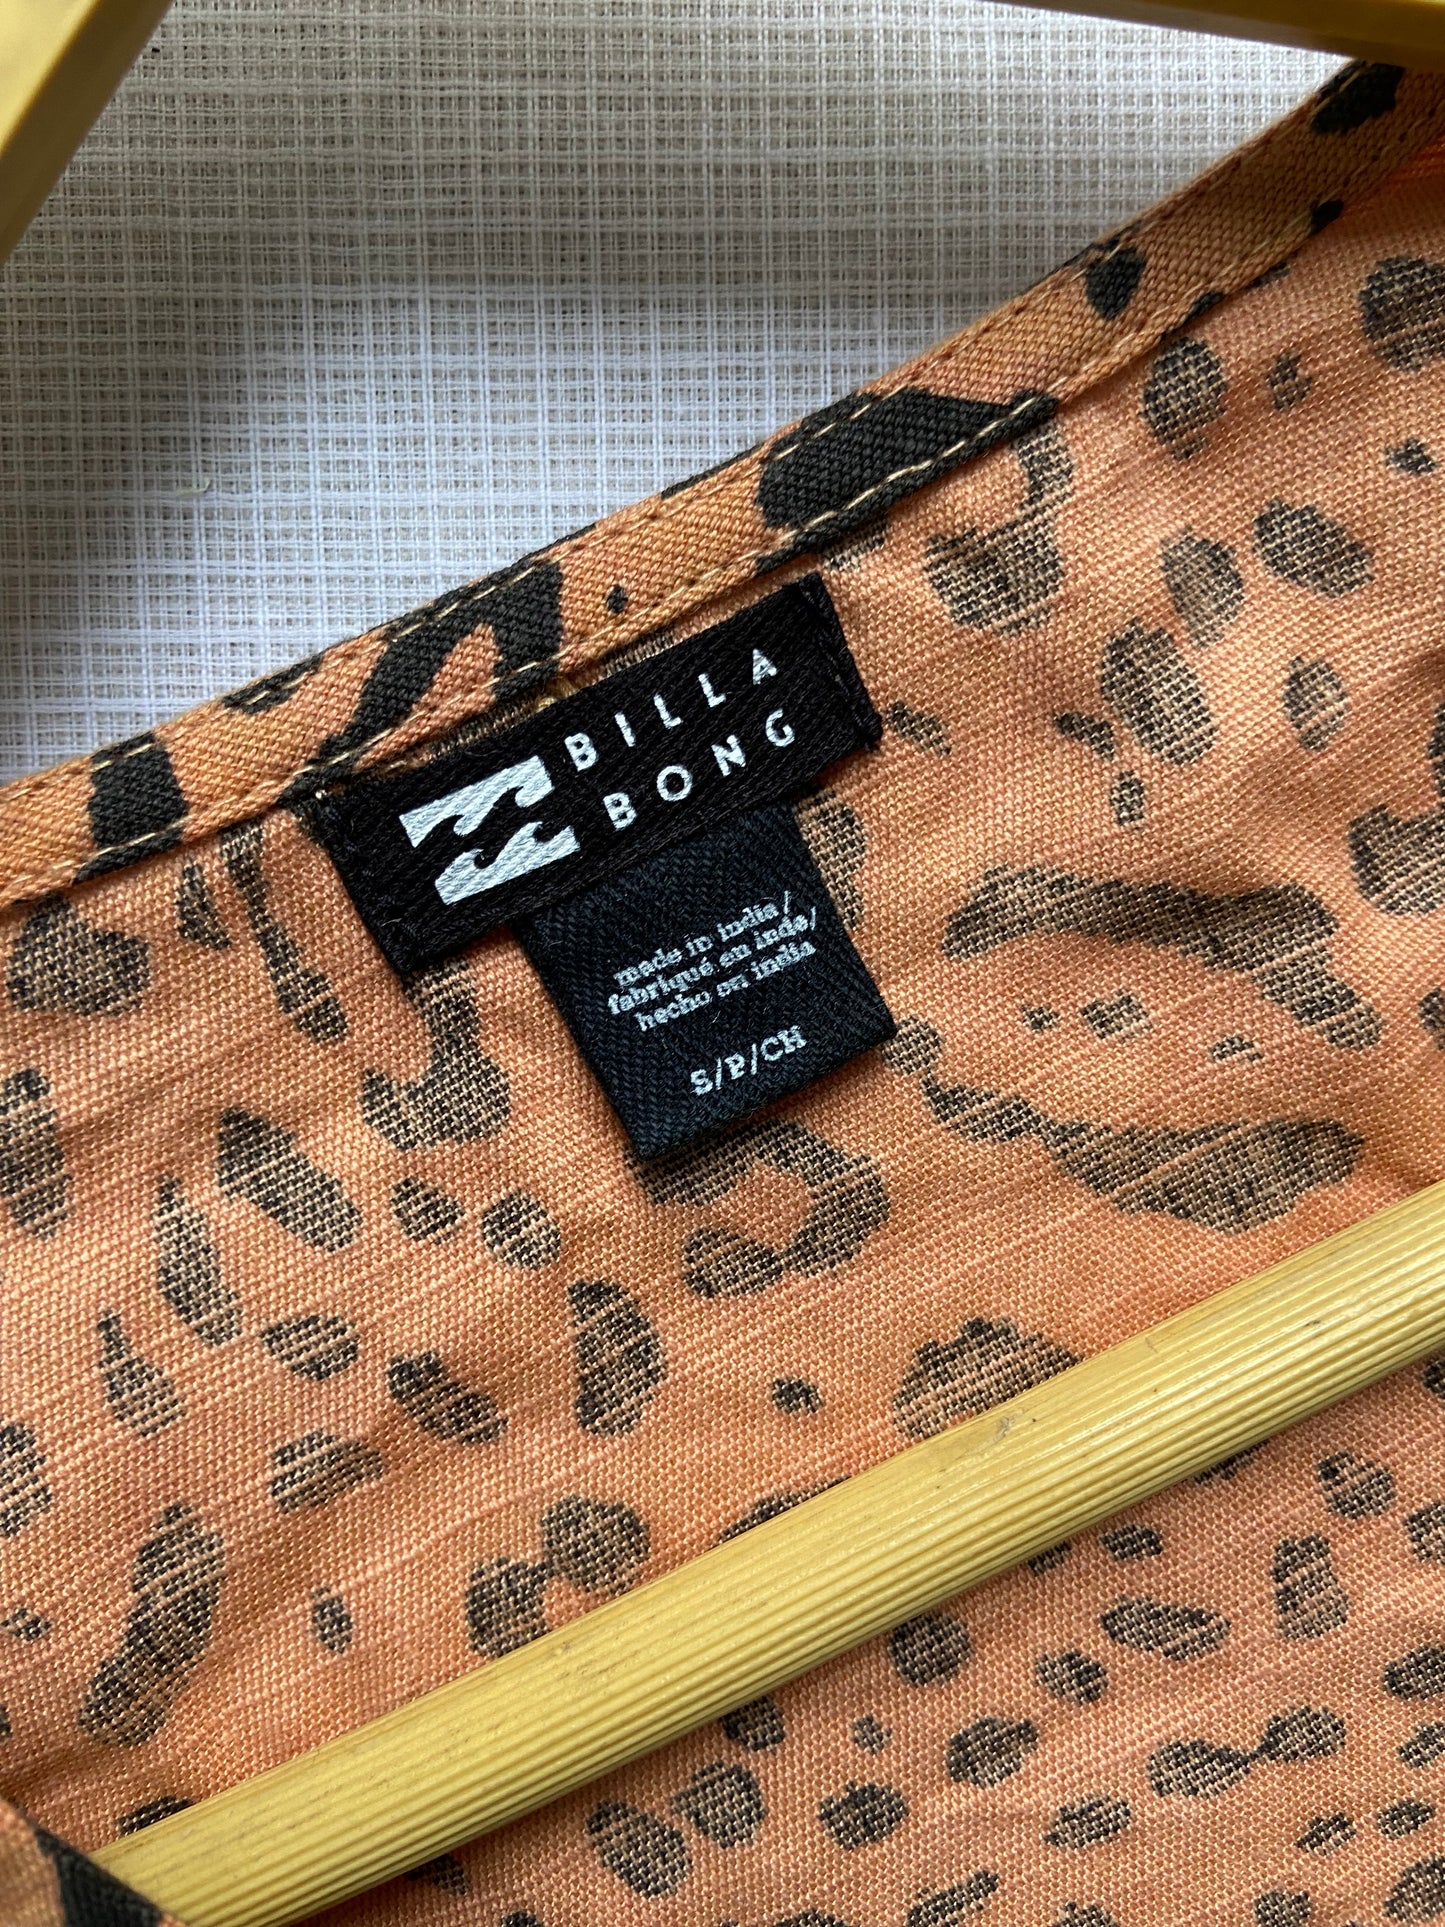 BILLA
BONG
made in india/
fabriqué en inde/
hecho en india
S/P/CH